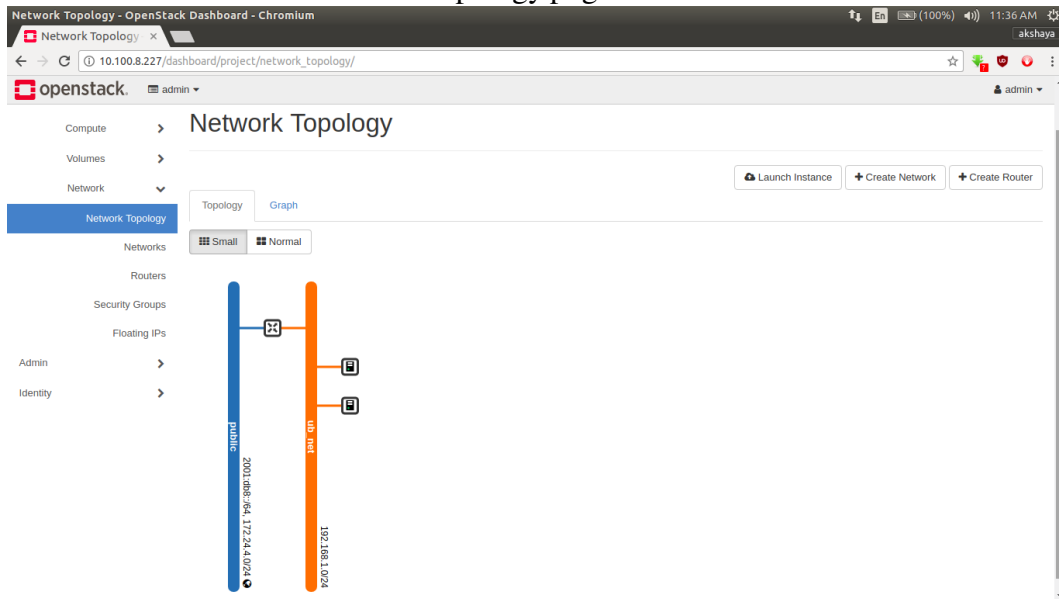 Network Topology - OpenStack Dashboard - Chromium
En (100%) 11:36 AM
Network Topology
akshaya
10.100.8.227/dashboard/project/network_topology/
openstack. admin
admin
Compute
Volumes
Network
Network Topology
Networks
Routers
Security Groups
Floating IPs
Admin
Identity
Network Topology
Launch Instance
Create Network
Create Router
Topology
Graph
Small
Normal
public
2001:db8::/64, 172.24.4.0/24
ub_net
192.168.1.0/24